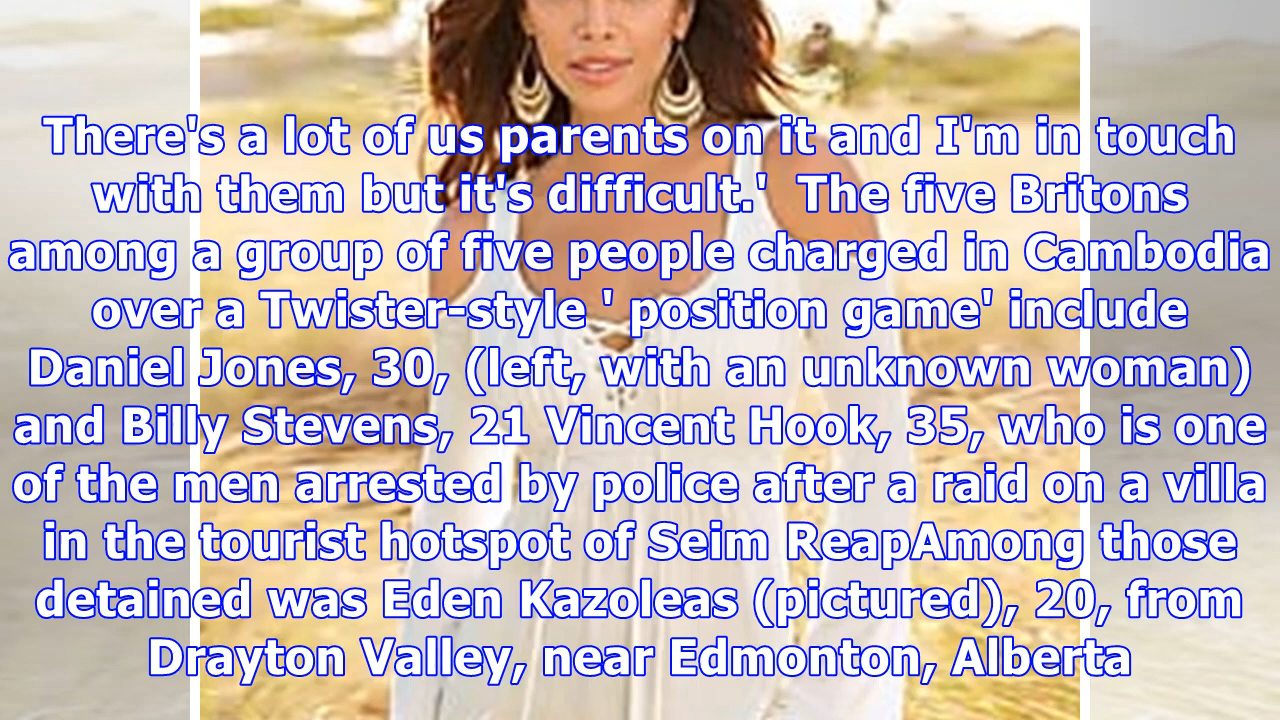 There's a lot of us parents on it and I'm in touch
with them but it's difficult.'  The five Britons
among a group of five people charged in Cambodia
over a Twister-style ' position game' include
Daniel Jones, 30, (left, with an unknown woman)
and Billy Stevens, 21 Vincent Hook, 35, who is one
of the men arrested by police after a raid on a villa
in the tourist hotspot of Seim ReapAmong those
detained was Eden Kazoleas (pictured), 20, from
Drayton Valley, near Edmonton, Alberta